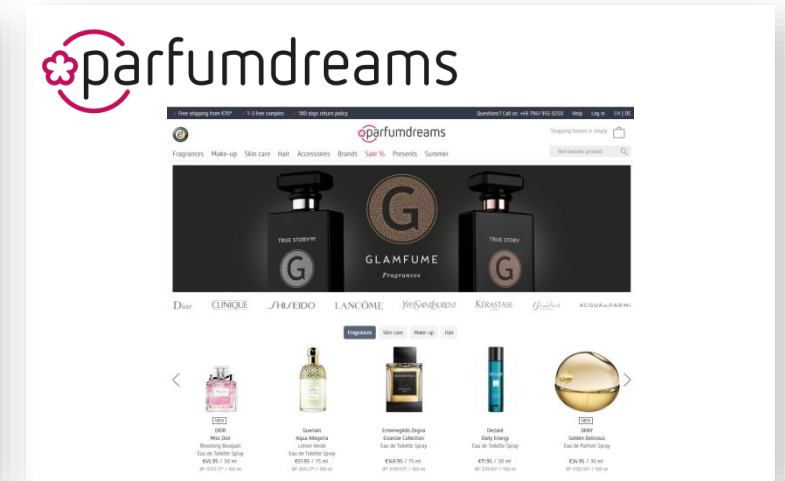 parfumdreams
Free shipping from €70* 1-3 free samples 180 days return policy Questions? Call us: +49 7941 955 0250 Help Log in EN | DE
parfumdreams
Shopping basket is empty
Fragrances Make-up Skin care Hair Accessoires Brands Sale % Presents Summer
find favorite product
G
TRUE STORY TRUE STORY
G G
GLAMFUME
Fragrances
Dior CLINIQUE SHISEIDO LANCÔME YVESSAINTLAURENT KÉRASTASE ACQUA DI PARMA
Fragrances Skin care Make-up Hair
NEW NEW
DIOR Guerlain Ermenegildo Zegna Declaré DKNY
Miss Dior Aqua Allegoria Essenze Collection Daily Energy Golden Delicious
Blooming Bouquet Limon Verde Eau de Toilette Spray Eau de Toilette Spray Eau de Parfum Spray
Eau de Toilette Spray Eau de Toilette Spray
/ 30 ml €51.95 / 75 ml €149.95 / 75 ml €11.95 / 30 ml €34.95 / 30 ml